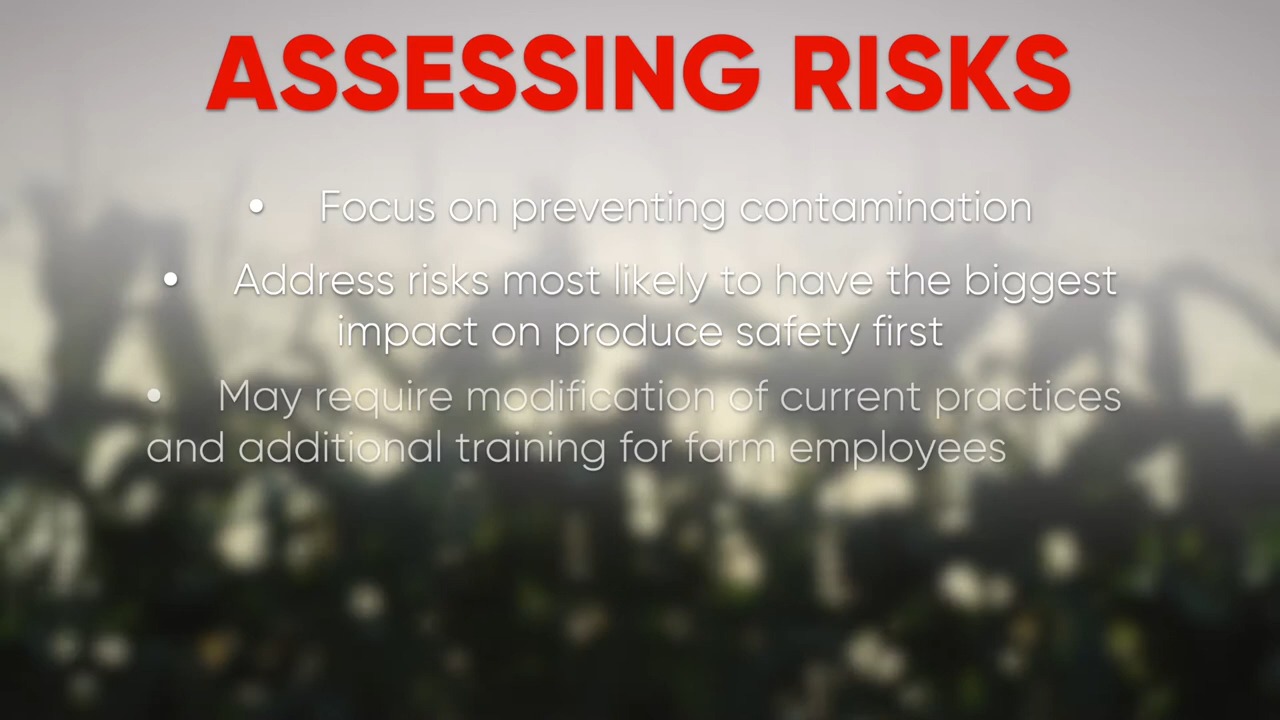 ASSESSING RISKS
• Focus on preventing contamination
• Address risks most likely to have the biggest
impact on produce safety first
• May require modification of current practices
and additional training for farm employees